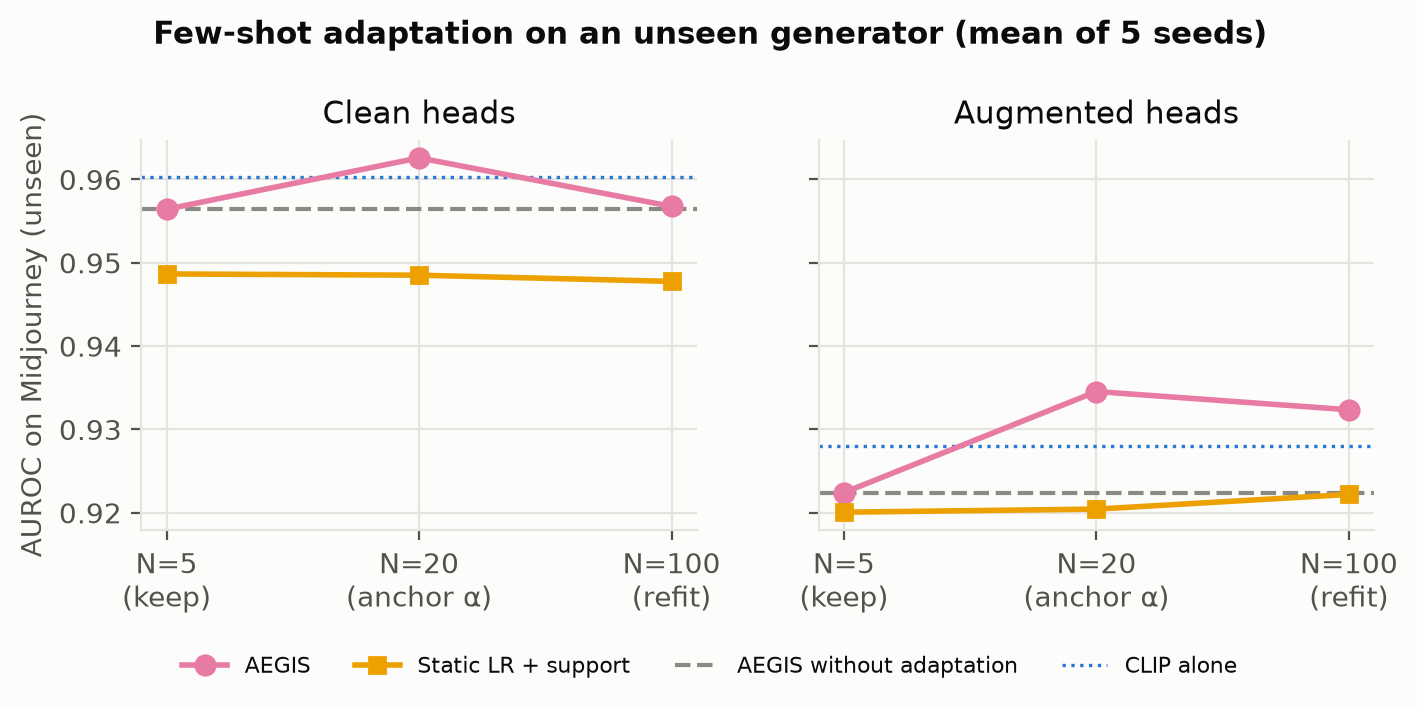 Few-shot adaptation on an unseen generator (mean of 5 seeds)
Clean heads
Augmented heads
AUROC on Midjourney (unseen)
0.96
0.95
0.94
0.93
0.92
N=5
(keep)
N=20
(anchor α)
N=100
(refit)
N=5
(keep)
N=20
(anchor α)
N=100
(refit)
AEGIS
Static LR + support
AEGIS without adaptation
CLIP alone